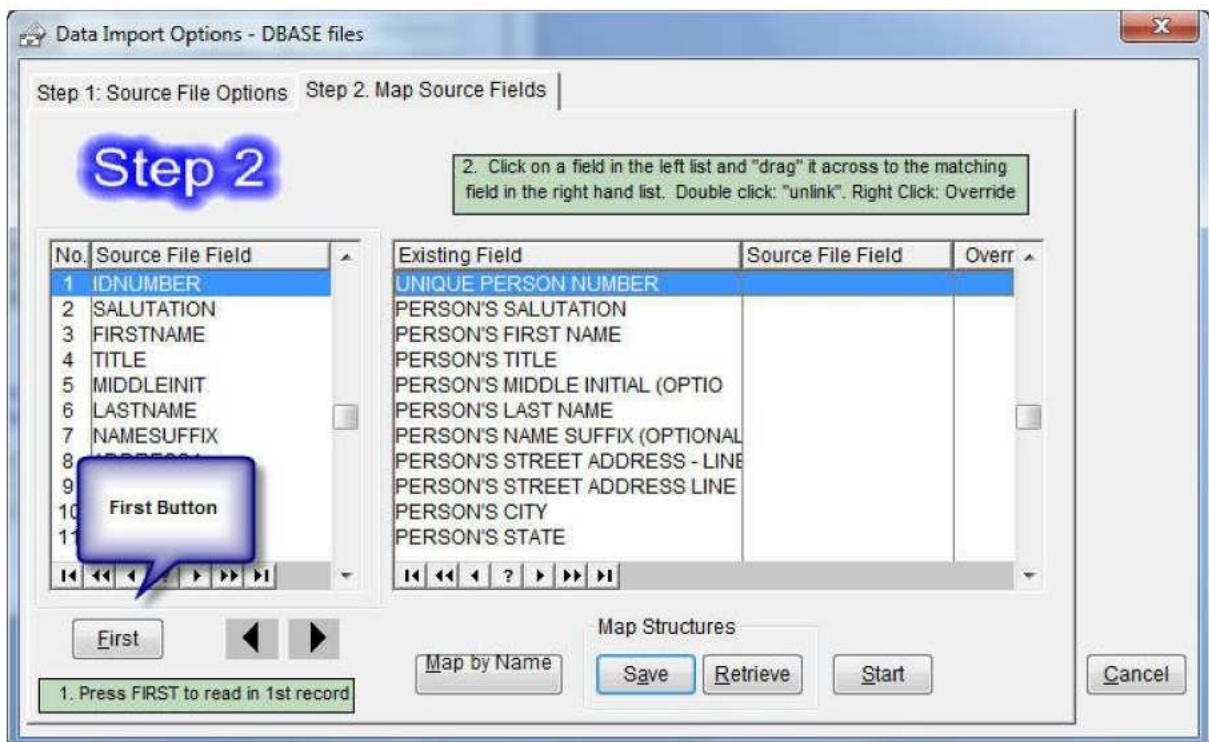 Data Import Options - DBASE files
Step 1: Source File Options Step 2. Map Source Fields
Step 2
2. Click on a field in the left list and "drag" it acrcoss to the matching
field in the right hand list. Double click: "unlink". Right Click: Override
No. Source File Field
1 IDNUMBER
2 SALUTATION
3 FIRSTNAME
4 TITLE
5 MIDDLEINIT
6 LASTNAME
7 NAMESUFFIX
8
9
10
11
First Button
?
Existing Field Source File Field Overr
UNIQUE PERSON NUMBER
PERSON'S SALUTATION
PERSON'S FIRST NAME
PERSON'S TITLE
PERSON'S MIDDLE INITIAL (OPTIO
PERSON'S LAST NAME
PERSON'S NAME SUFFIX (OPTIONAL
PERSON'S STREET ADDRESS - LINE
PERSON'S STREET ADDRESS LINE
PERSON'S CITY
PERSON'S STATE
?
First
1. Press FIRST to read in 1st record
Map by Name
Map Structures
Save Retrieve
Start
Cancel